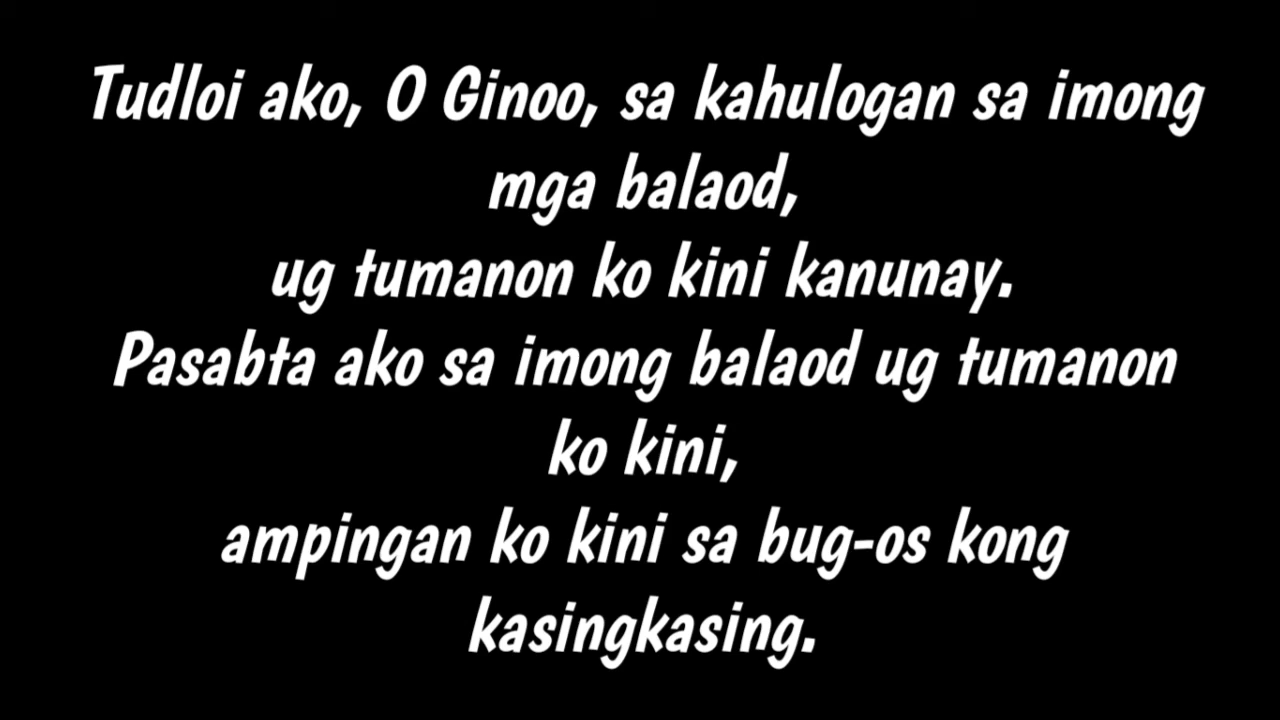 Tudloi ako, O Ginoo, sa kahulogan sa imong
mga balaod,
ug tumanon ko kini kanunay.
Pasabta ako sa imong balaod ug tumanon
ko kini,
ampingan ko kini sa bug-os kong
kasingkasing.